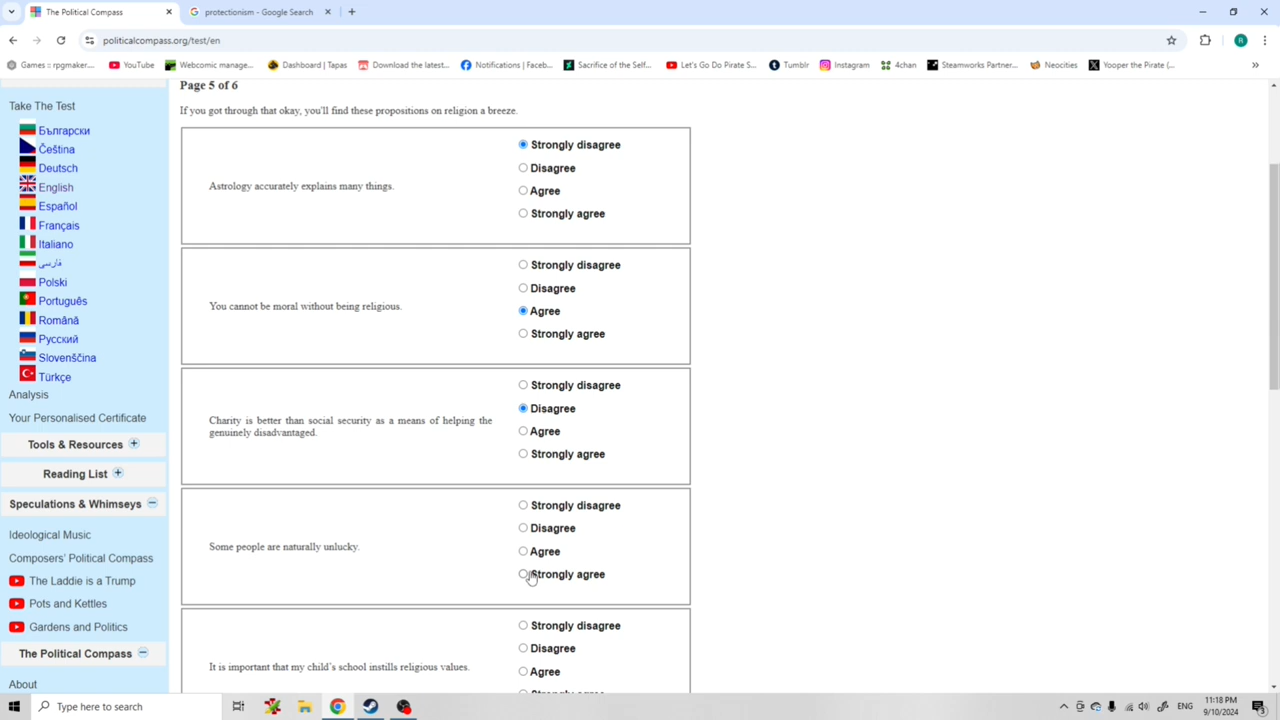 The Political Compass
protectionism - Google Search
politicalcompass.org/test/en
Games :: rpgmaker....
YouTube
Webcomic manage...
Dashboard | Tapas
Download the latest...
Notifications | Faceb...
Sacrifice of the Self...
Let's Go Do Pirate S...
Tumblr
Instagram
4chan
Steamworks Partner...
Neocities
Yooper the Pirate (...
Take The Test
Български
Čeština
Deutsch
English
Español
Français
Italiano
فارسی
Polski
Português
Română
Русский
Slovenščina
Türkçe
Analysis
Your Personalised Certificate
Tools & Resources
Reading List
Speculations & Whimseys
Ideological Music
Composers' Political Compass
The Laddie is a Trump
Pots and Kettles
Gardens and Politics
The Political Compass
About
Page 5 of 6
If you got through that okay, you'll find these propositions on religion a breeze.
Astrology accurately explains many things.
Strongly disagree
Disagree
Agree
Strongly agree
You cannot be moral without being religious.
Strongly disagree
Disagree
Agree
Strongly agree
Charity is better than social security as a means of helping the
genuinely disadvantaged.
Strongly disagree
Disagree
Agree
Strongly agree
Some people are naturally unlucky.
Strongly disagree
Disagree
Agree
Strongly agree
It is important that my child's school instills religious values.
Strongly disagree
Disagree
Agree
Strongly agree
Type here to search
ENG
11:18 PM
9/10/2024
3